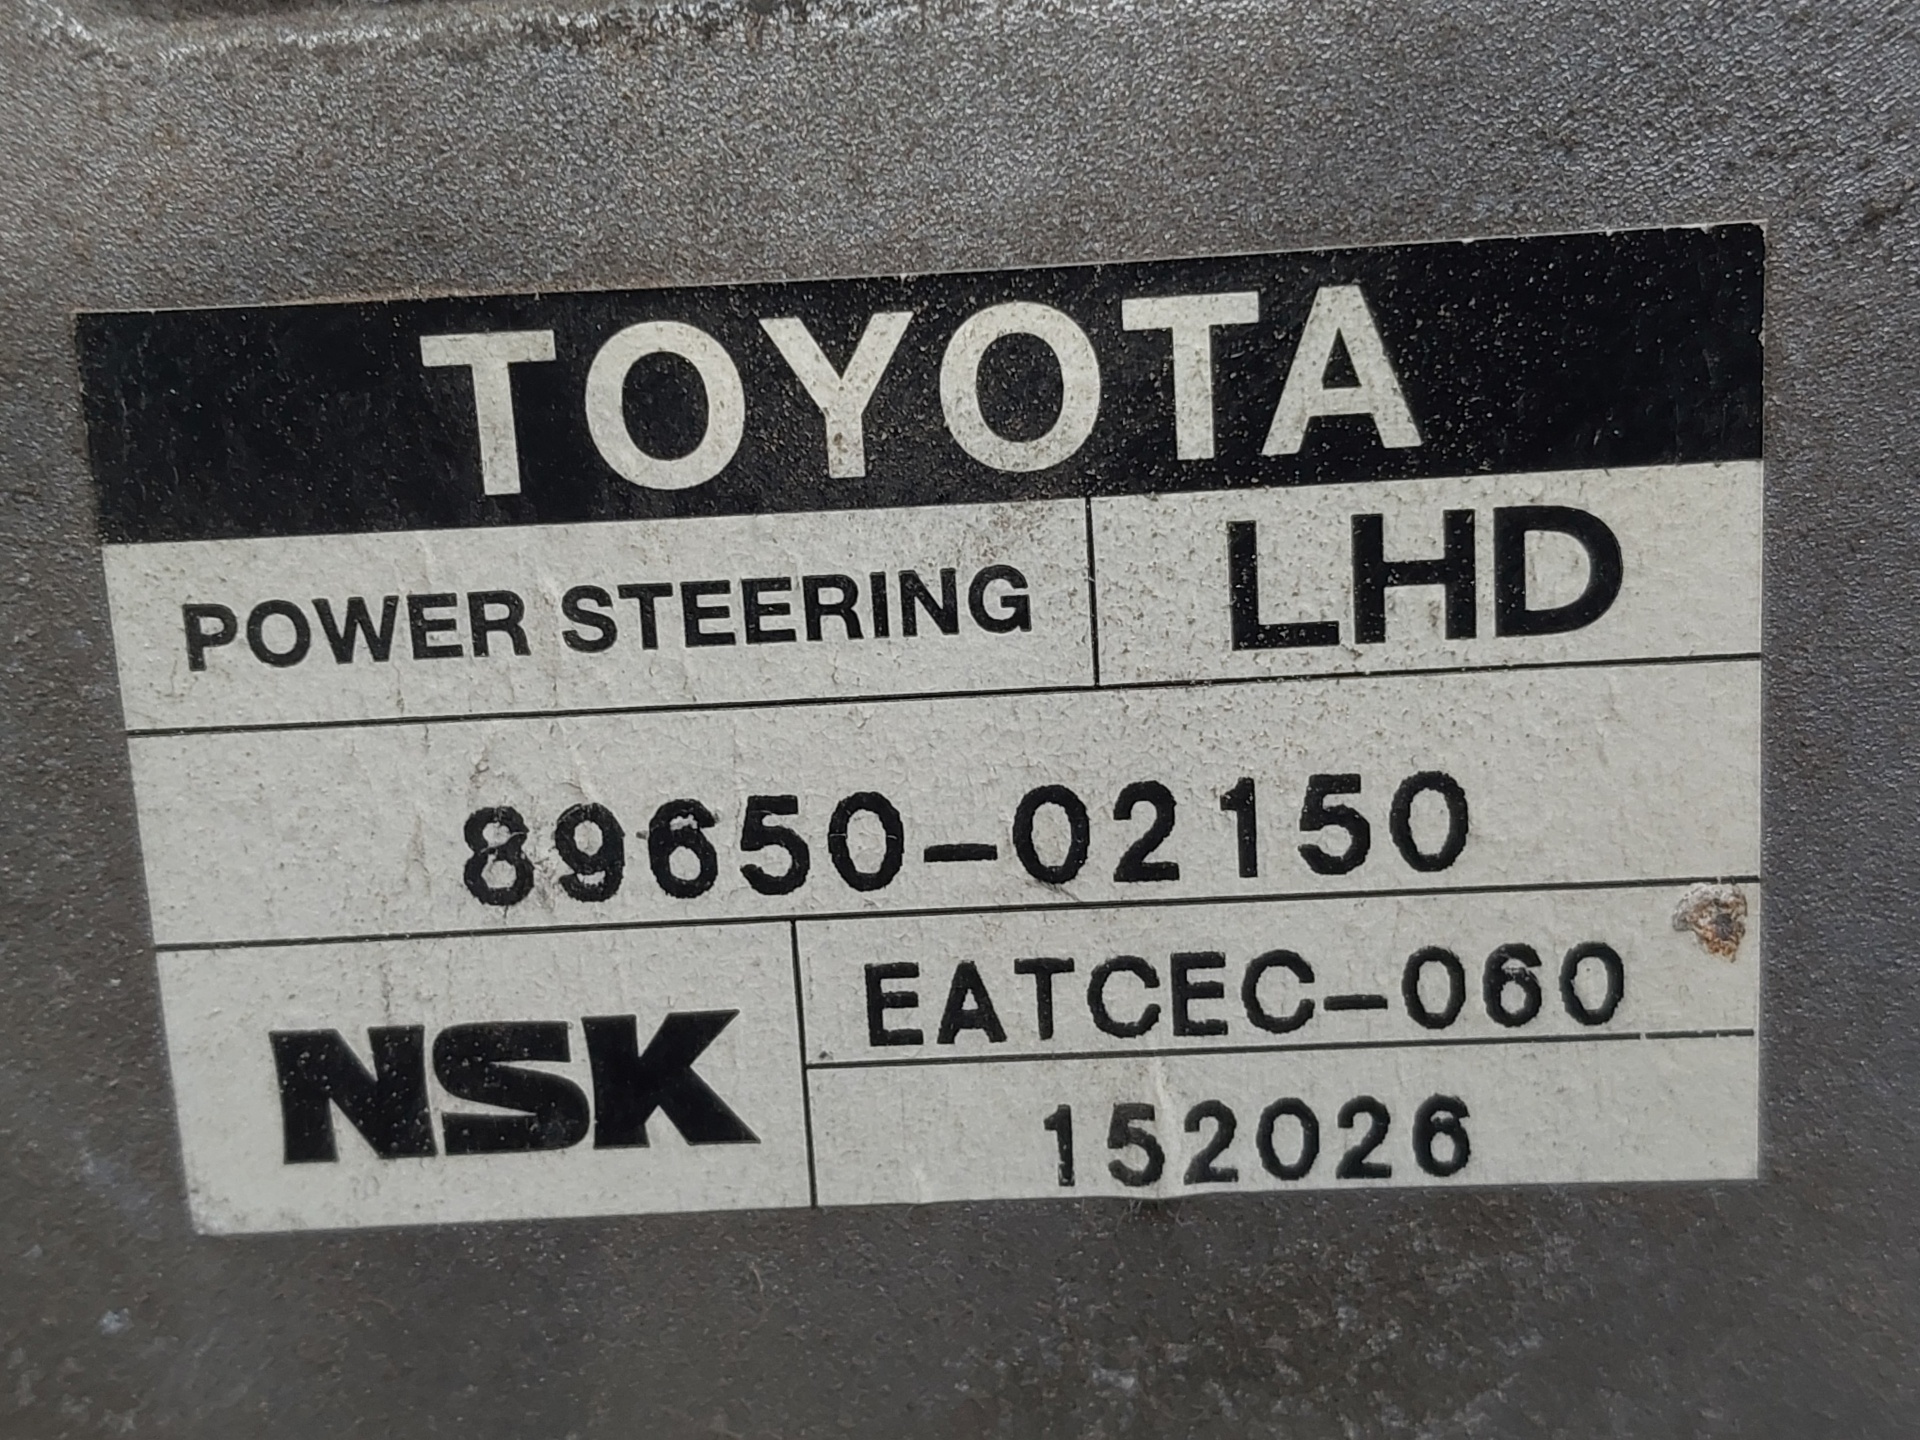 TOYOTA
POWER STEERING LHD
89650-02150
NSK EATCEC-060
152026